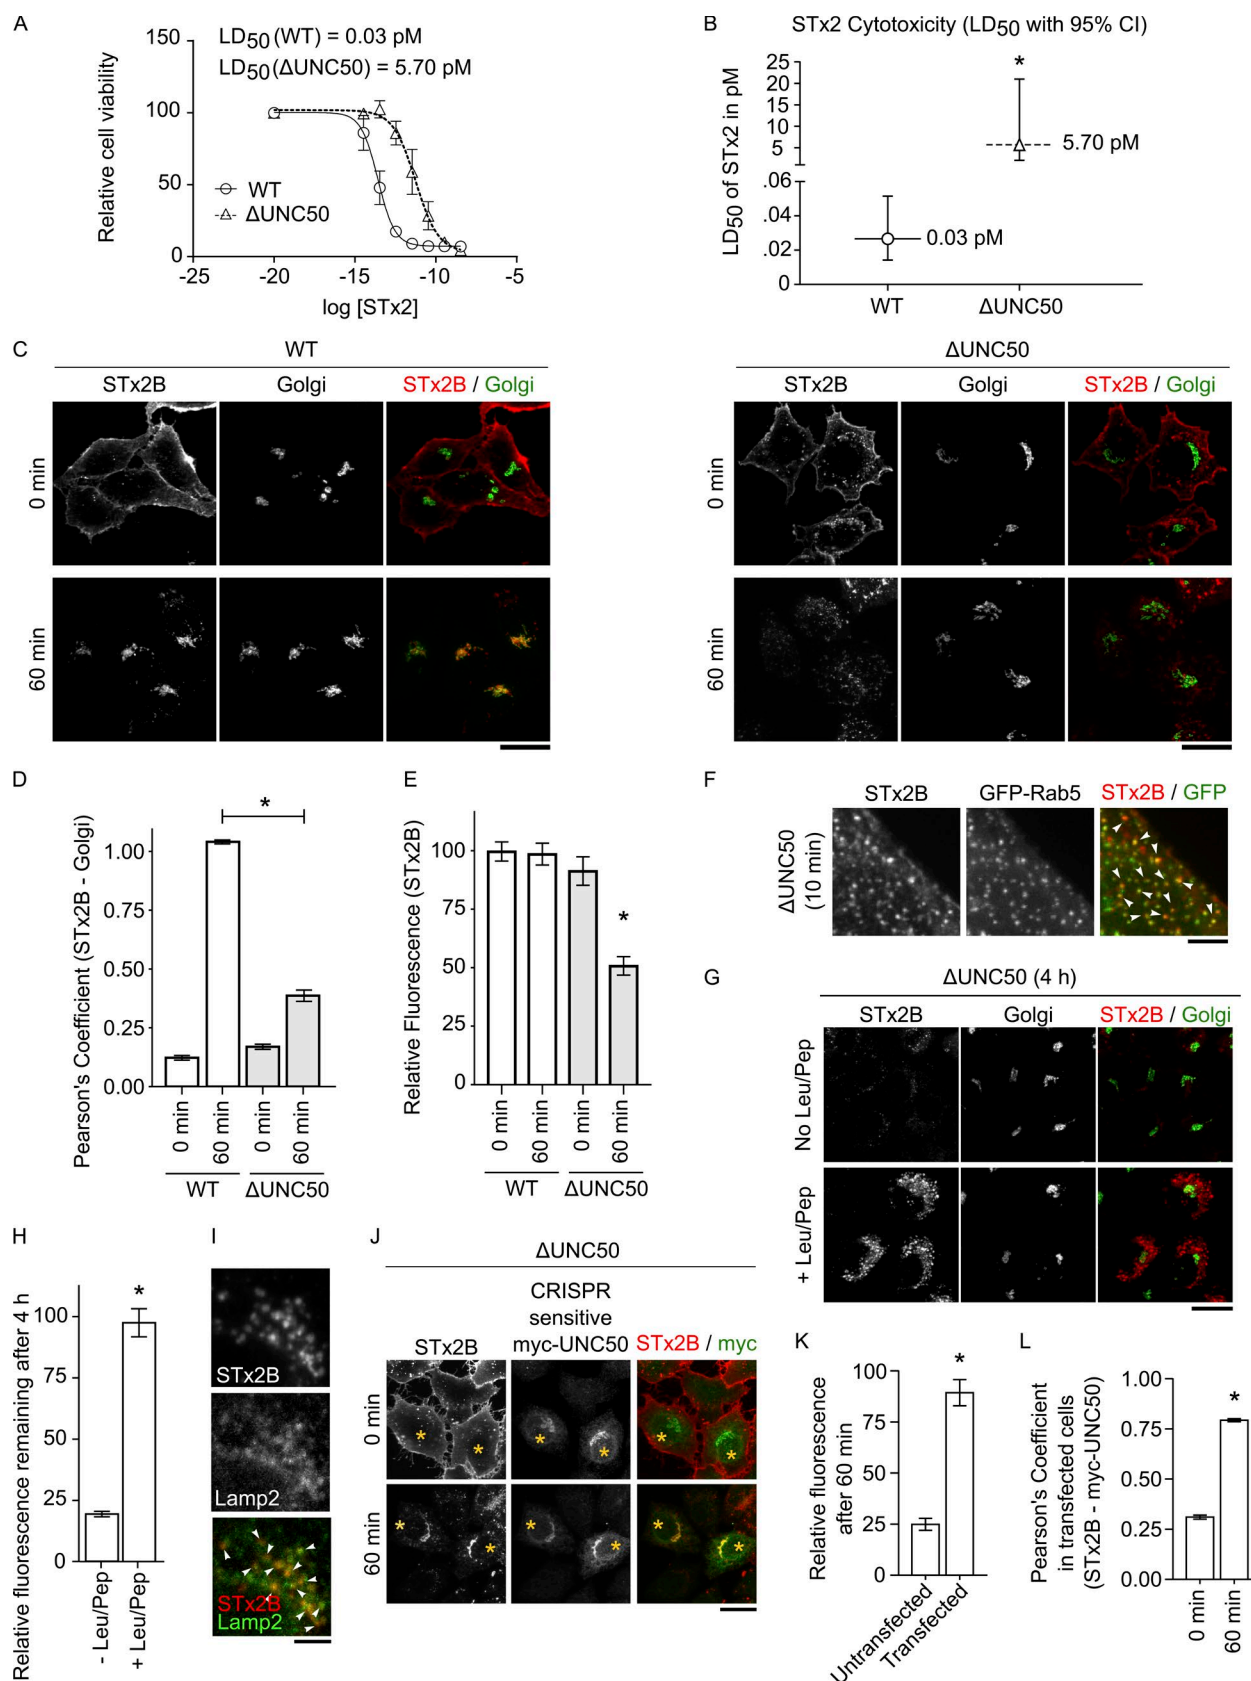 A
LD50 (WT) = 0.03 pM
LD50 (ΔUNC50) = 5.70 pM
Relative cell viability
150
100
50
0
WT
ΔUNC50
-25 -20 -15 -10 -5
log [STx2]
B
STx2 Cytotoxicity (LD50 with 95% CI)
LD50 of STx2 in pM
25
20
15
10
5
.06
.04
.02
0
*
5.70 pM
0.03 pM
WT ΔUNC50
C
WT
STx2B Golgi STx2B / Golgi
0 min
60 min
ΔUNC50
STx2B Golgi STx2B / Golgi
0 min
60 min
D
Pearson's Coefficient (STx2B - Golgi)
1.00
0.75
0.50
0.25
0.00
*
0 min 60 min 0 min 60 min
WT ΔUNC50
E
Relative Fluorescence (STx2B)
100
75
50
25
0
*
0 min 60 min 0 min 60 min
WT ΔUNC50
F
STx2B GFP-Rab5 STx2B / GFP
ΔUNC50
(10 min)
G
ΔUNC50 (4 h)
STx2B Golgi STx2B / Golgi
No Leu/Pep
+ Leu/Pep
H
Relative fluorescence remaining after 4 h
100
75
50
25
0
*
- Leu/Pep
+ Leu/Pep
I
STx2B
Lamp2
STx2B
Lamp2
J
ΔUNC50
CRISPR
sensitive
STx2B myc-UNC50 STx2B / myc
0 min
* * * * * *
60 min
* * * * * *
K
Relative fluorescence
after 60 min
100
75
50
25
0
*
Untransfected
Transfected
L
Pearson's Coefficient
in transfected cells
(STx2B - myc-UNC50)
1.00
0.75
0.50
0.25
0.00
*
0 min
60 min